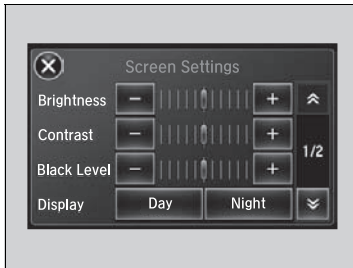 Screen Settings
Brightness − +
Contrast − +
1/2
Black Level − +
Display Day Night